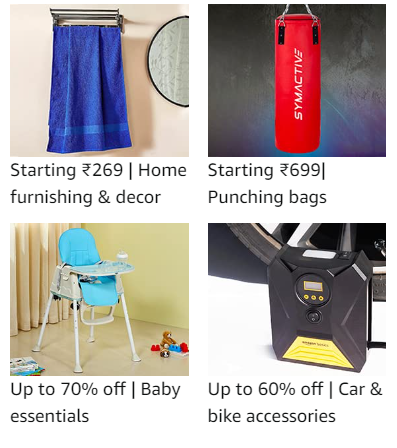 SYMACTIVE
Starting ₹269 | Home
furnishing & decor
Starting ₹699|
Punching bags
Up to 70% off | Baby
essentials
Up to 60% off | Car &
bike accessories